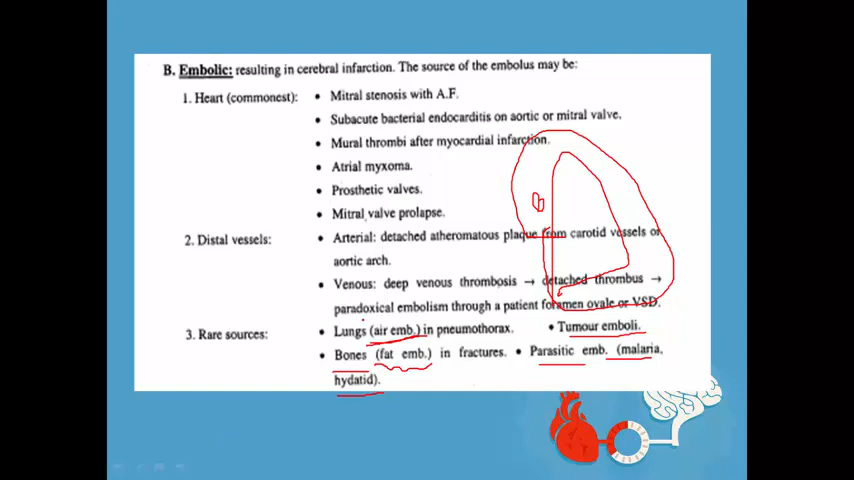 B. Embolic: resulting in cerebral infarction. The source of the embolus may be:
1. Heart (commonest): • Mitral stenosis with A.F.
• Subacute bacterial endocarditis on aortic or mitral valve.
• Mural thrombi after myocardial infarction.
• Atrial myxoma.
• Prosthetic valves.
• Mitral valve prolapse.
2. Distal vessels: • Arterial: detached atheromatous plaque from carotid vessels or
aortic arch.
• Venous: deep venous thrombosis → detached thrombus →
paradoxical embolism through a patient foramen ovale or VSD.
3. Rare sources: • Lungs (air emb.) in pneumothorax. • Tumour emboli.
• Bones (fat emb.) in fractures. • Parasitic emb. (malaria,
hydatid).